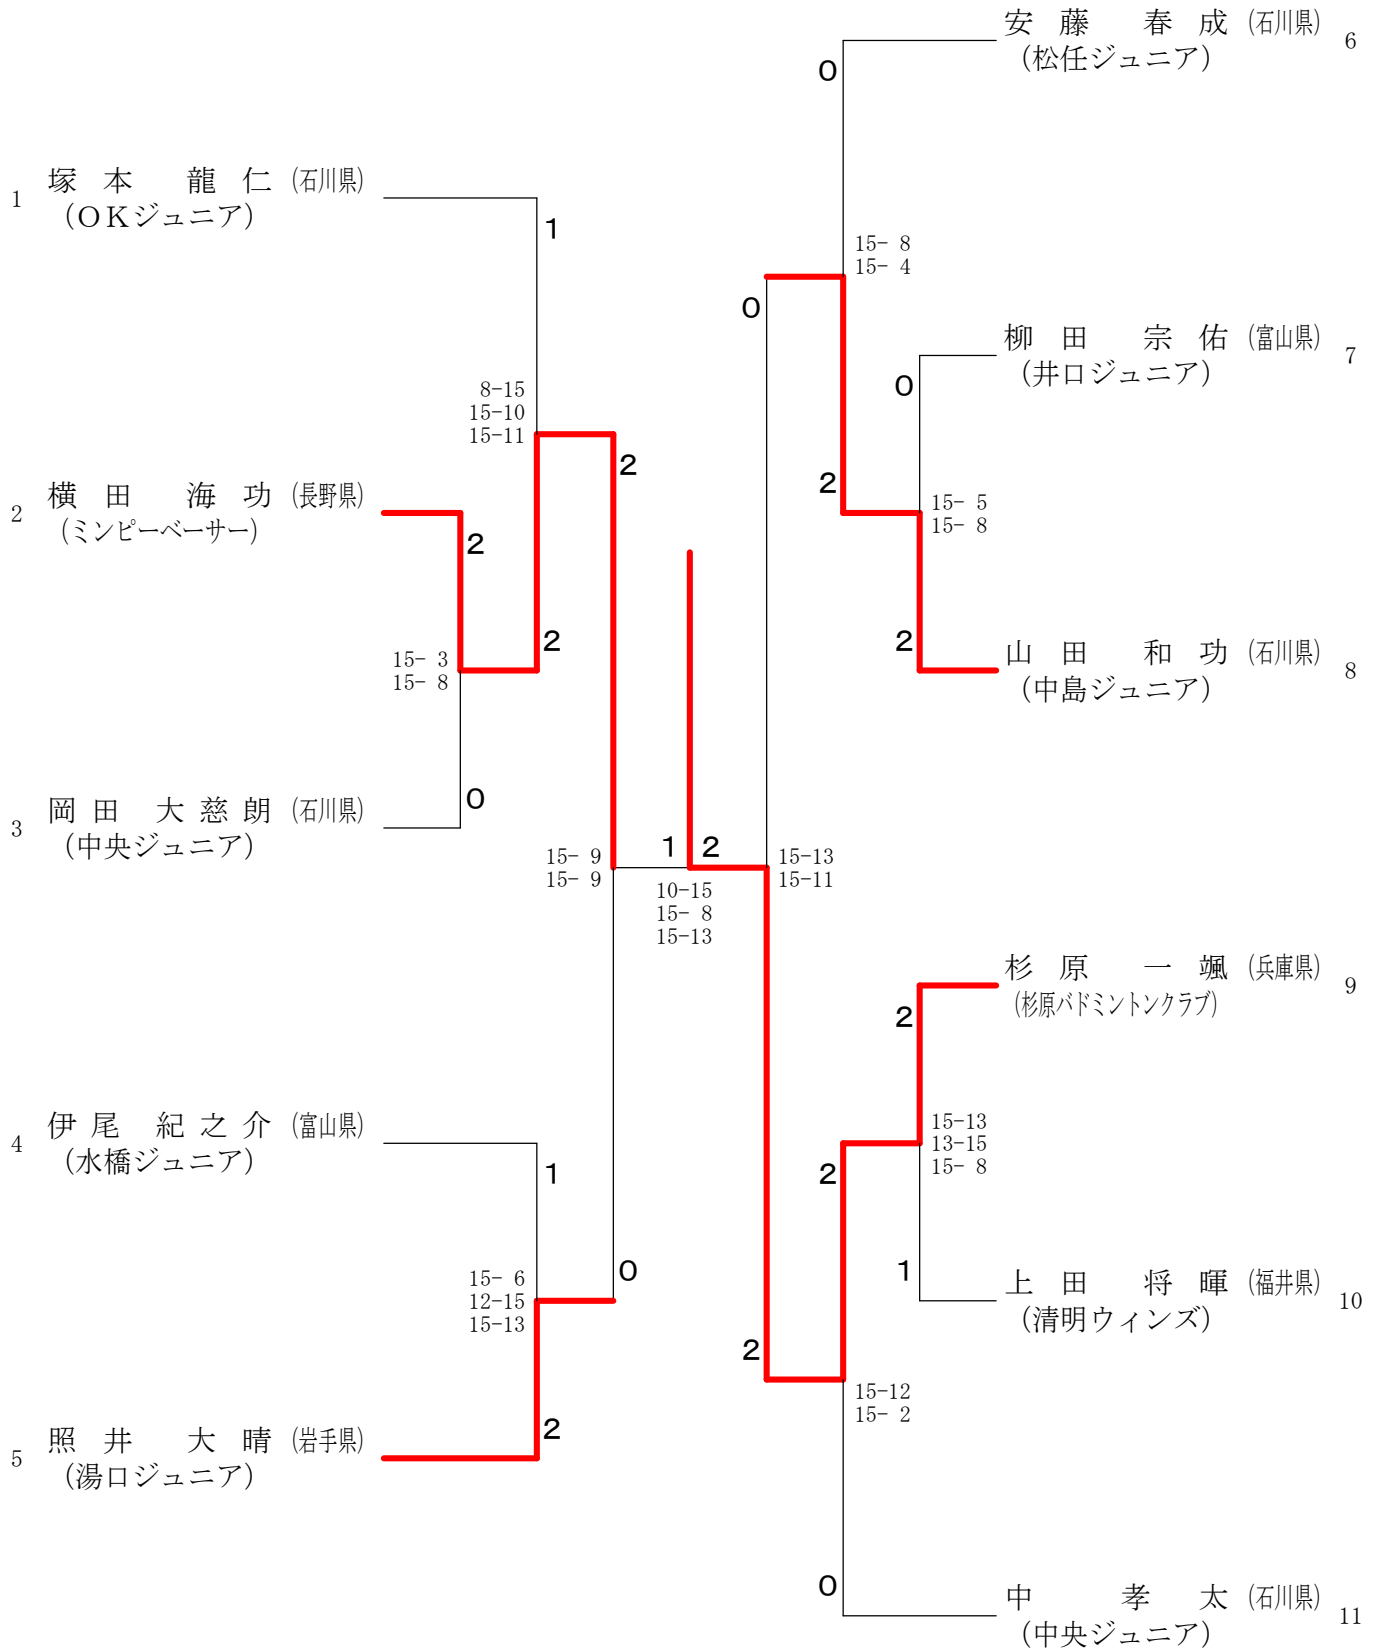 安藤 春成 (石川県) 6
(松任ジュニア)
0
1 塚本 龍仁 (石川県)
(OKジュニア)
1
15- 8
15- 4
0
柳田 宗佑 (富山県) 7
(井口ジュニア)
0
8-15
15-10
15-11
2
2
2 横田 海功 (長野県)
(ミンピーベーサー)
2
15- 5
15- 8
2
2
15- 3
15- 8
山田 和功 (石川県) 8
(中島ジュニア)
0
3 岡田 大慈朗 (石川県)
(中央ジュニア)
1 2
15- 9
15- 9
15-13
15-11
10-15
15- 8
15-13
杉原 一颯 (兵庫県) 9
(杉原バドミントンクラブ)
2
4 伊尾 紀之介 (富山県)
(水橋ジュニア)
15-13
13-15
15- 8
1
2
0
1
15- 6
12-15
15-13
上田 将暉 (福井県) 10
(清明ウィンズ)
2
15-12
15- 2
2
5 照井 大晴 (岩手県)
(湯口ジュニア)
0
中 孝太 (石川県) 11
(中央ジュニア)